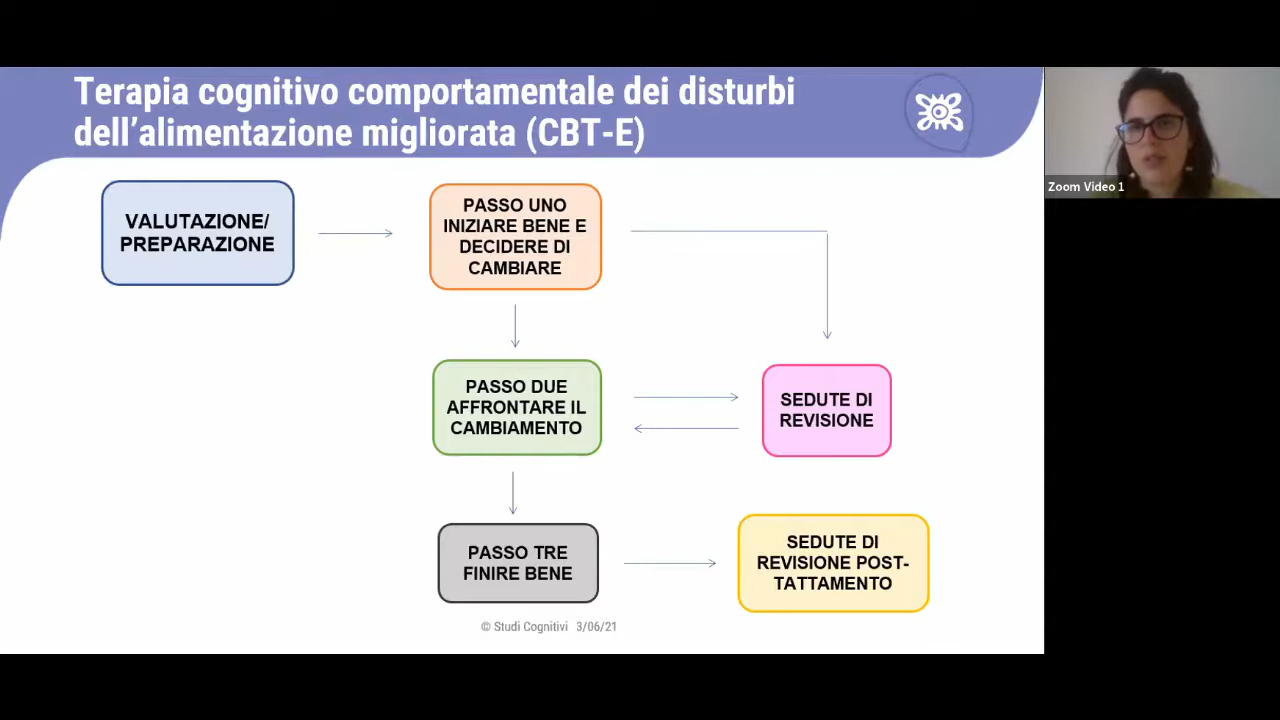 Terapia cognitivo comportamentale dei disturbi
dell’alimentazione migliorata (CBT-E)
Zoom Video 1
VALUTAZIONE/
PREPARAZIONE
PASSO UNO
INIZIARE BENE E
DECIDERE DI
CAMBIARE
PASSO DUE
AFFRONTARE IL
CAMBIAMENTO
SEDUTE DI
REVISIONE
PASSO TRE
FINIRE BENE
SEDUTE DI
REVISIONE POST-
TATTAMENTO
© Studi Cognitivi 3/06/21